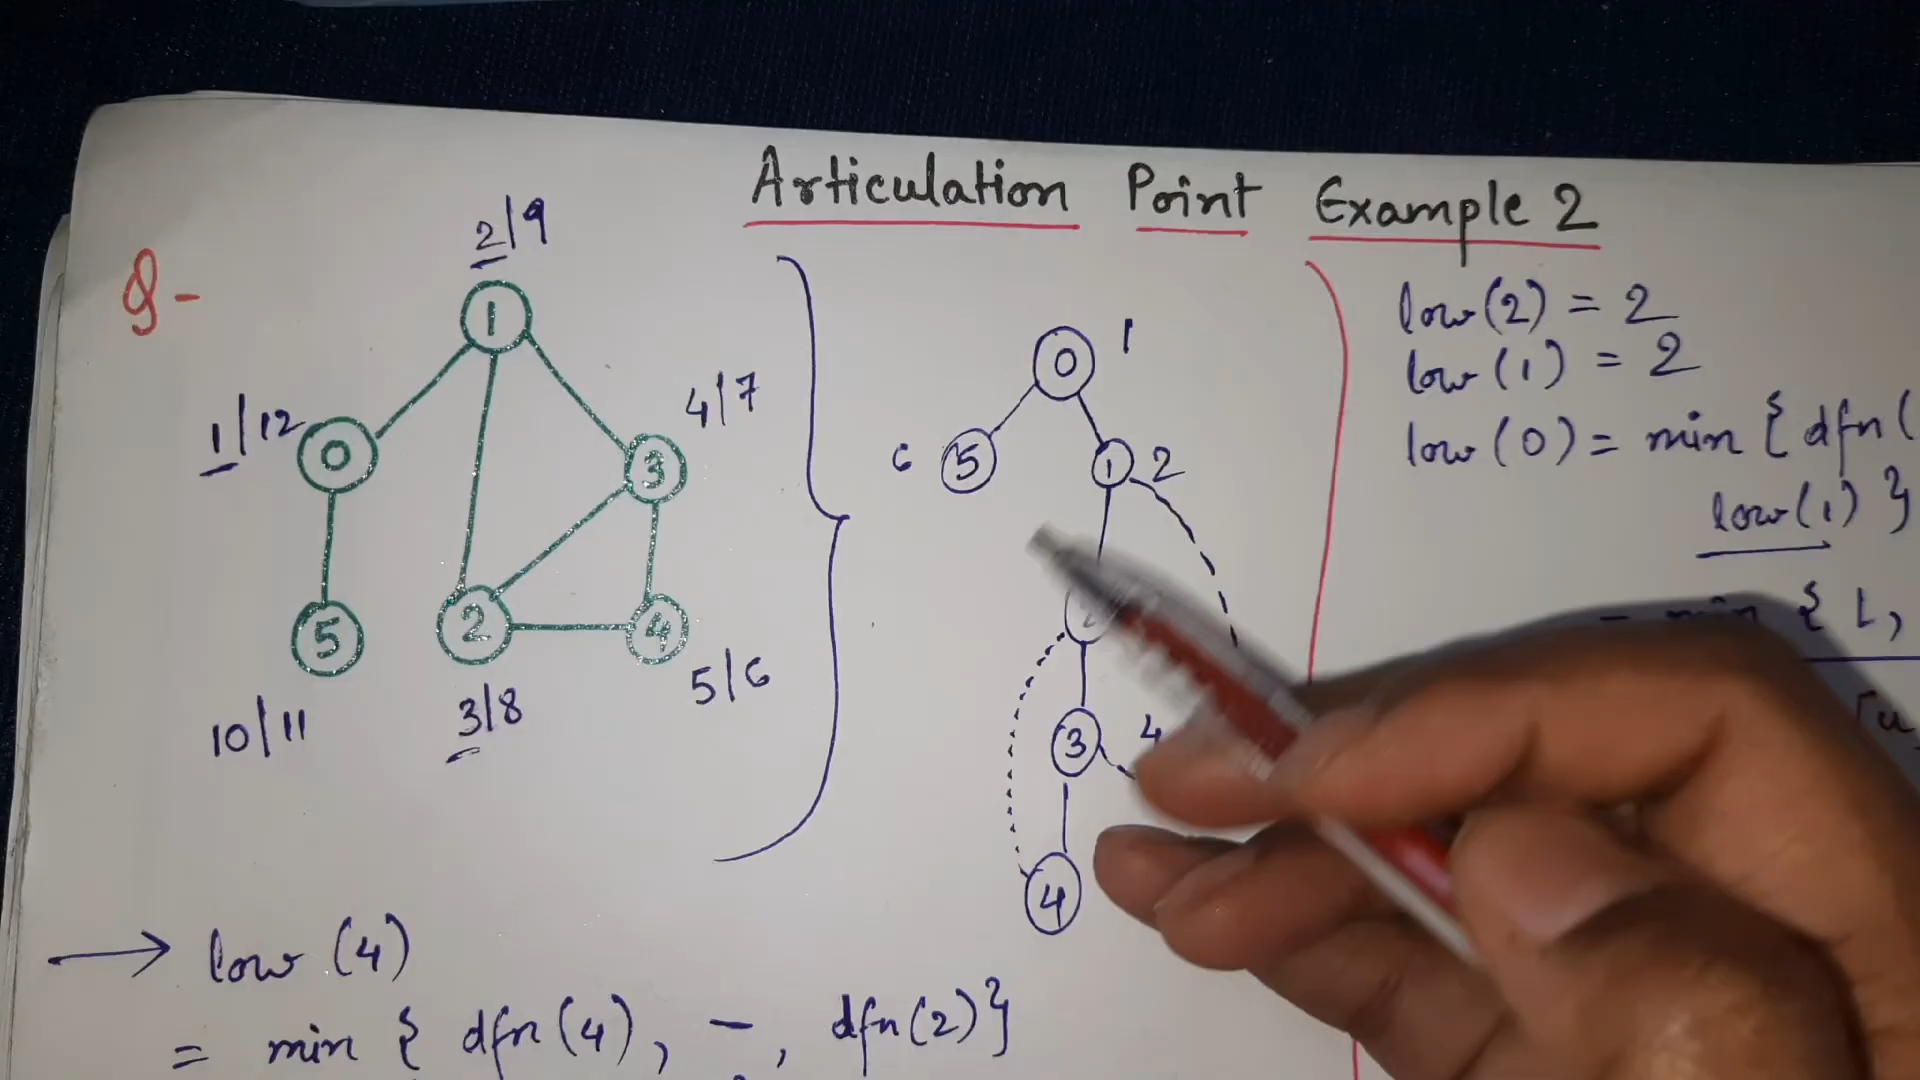 Articulation Point Example 2
Q-
2/9
1
1/12
0
4/7
3
5
2
4
10/11
3/8
5/6
0 1
6 5
1 2
3 4
4
low(2) = 2
low(1) = 2
low(0) = min { dfn(
low(1) }
= min { 1,
[u,
→ low (4)
= min { dfn(4), -, dfn(2)}